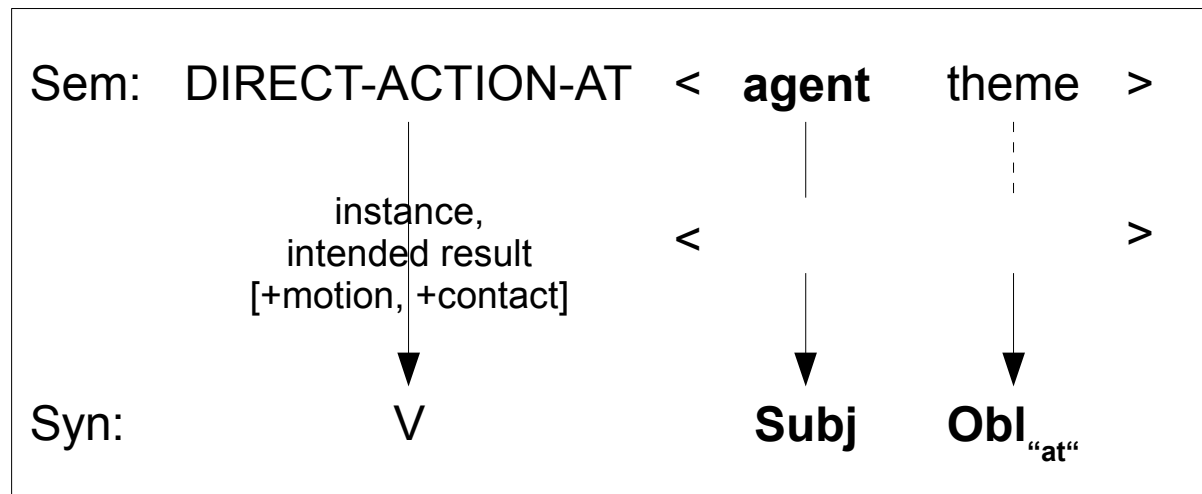 Sem: DIRECT-ACTION-AT < agent theme >
instance,
intended result
[+motion, +contact]
< >
Syn: V Subj Obl“at“